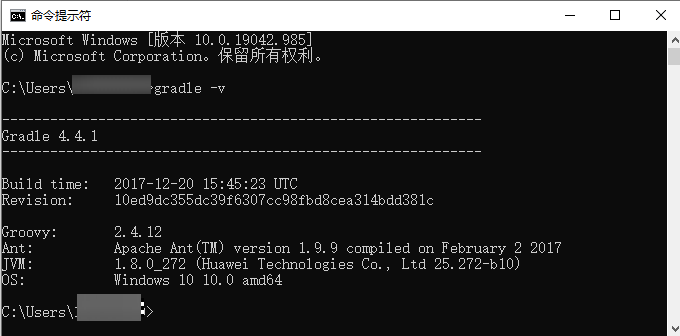 命令提示符
Microsoft Windows [版本 10.0.19042.985]
(c) Microsoft Corporation。保留所有权利。
C:\Users\ >gradle -v
------------------------------------------------------------
Gradle 4.4.1
------------------------------------------------------------
Build time:   2017-12-20 15:45:23 UTC
Revision:     10ed9dc355dc39f6307cc98fbd8cea314bdd381c
Groovy:       2.4.12
Ant:          Apache Ant(TM) version 1.9.9 compiled on February 2 2017
JVM:          1.8.0_272 (Huawei Technologies Co., Ltd 25.272-b10)
OS:           Windows 10 10.0 amd64
C:\Users\ >